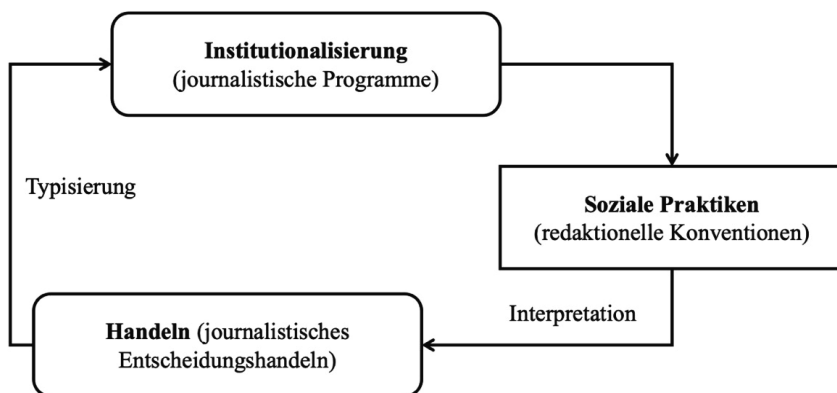 Institutionalisierung
(journalistische Programme)
Typisierung
Soziale Praktiken
(redaktionelle Konventionen)
Interpretation
Handeln (journalistisches
Entscheidungshandeln)